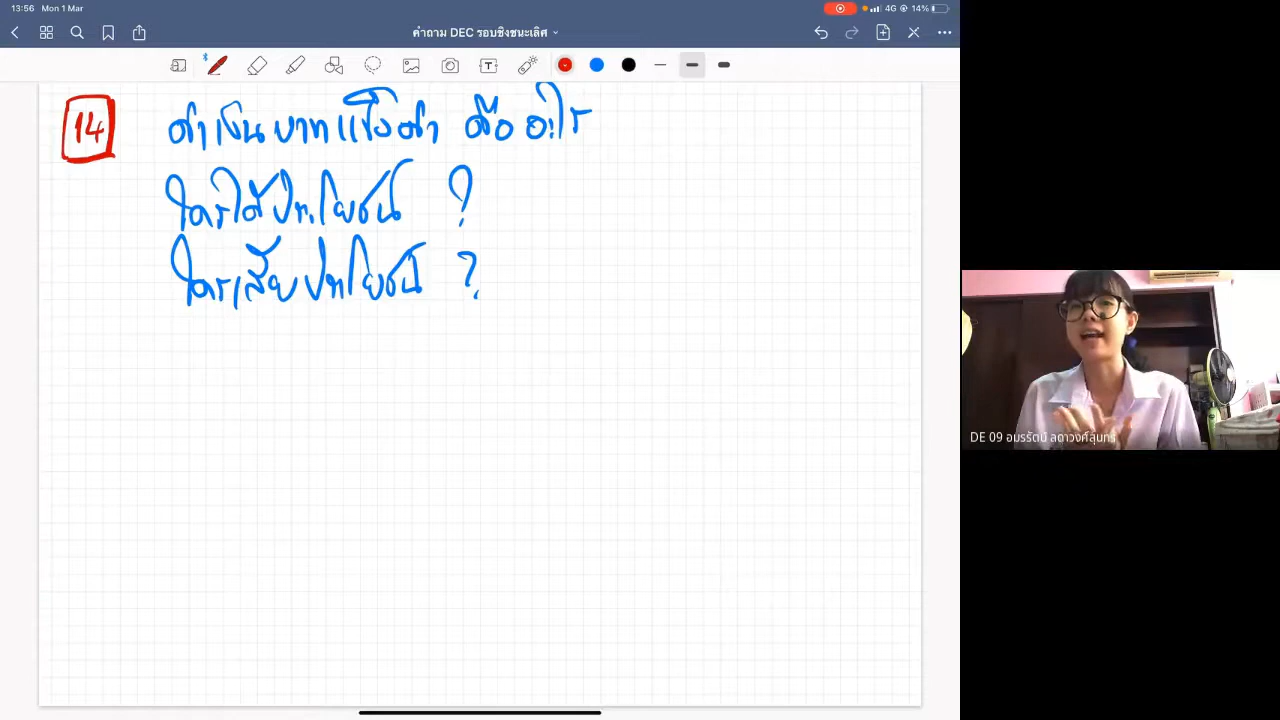 13:56 Mon 1 Mar
4G 14%
คำถาม DEC รอบชิงชนะเลิศ
14
ค่าเงินบาทแข็งค่า คืออะไร
ใครได้ประโยชน์ ?
ใครเสียประโยชน์ ?
DE 09 อมรรัตน์ ลดาวงศ์สุนทร